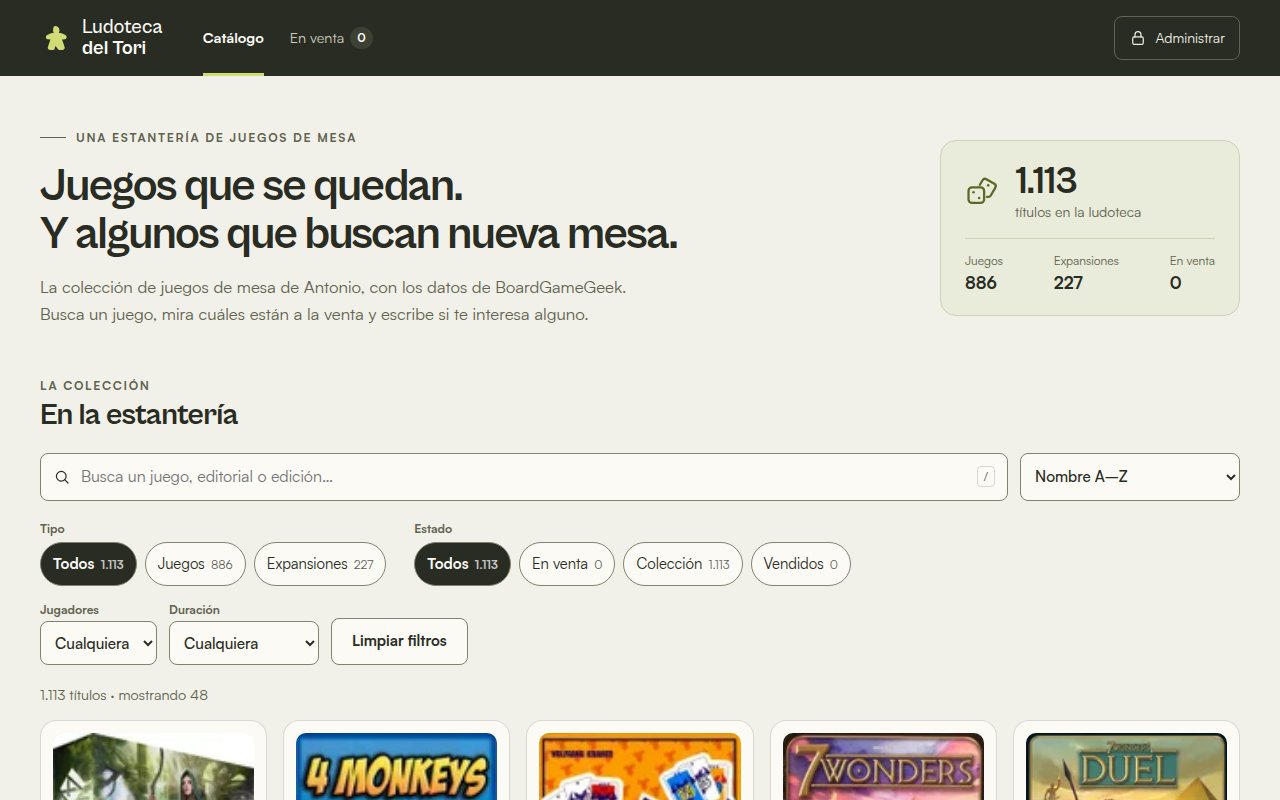 Ludoteca
del Tori
Catálogo
En venta 0
Administrar
UNA ESTANTERÍA DE JUEGOS DE MESA
Juegos que se quedan.
Y algunos que buscan nueva mesa.
La colección de juegos de mesa de Antonio, con los datos de BoardGameGeek.
Busca un juego, mira cuáles están a la venta y escribe si te interesa alguno.
1.113
títulos en la ludoteca
Juegos Expansiones En venta
886 227 0
LA COLECCIÓN
En la estantería
Busca un juego, editorial o edición… /
Nombre A—Z
Tipo
Todos 1.113 Juegos 886 Expansiones 227
Estado
Todos 1.113 En venta 0 Colección 1.113 Vendidos 0
Jugadores
Cualquiera
Duración
Cualquiera
Limpiar filtros
1.113 títulos · mostrando 48
4 MONKEYS
WOLFGANG KRAMER
7 WONDERS
7 WONDERS
DUEL